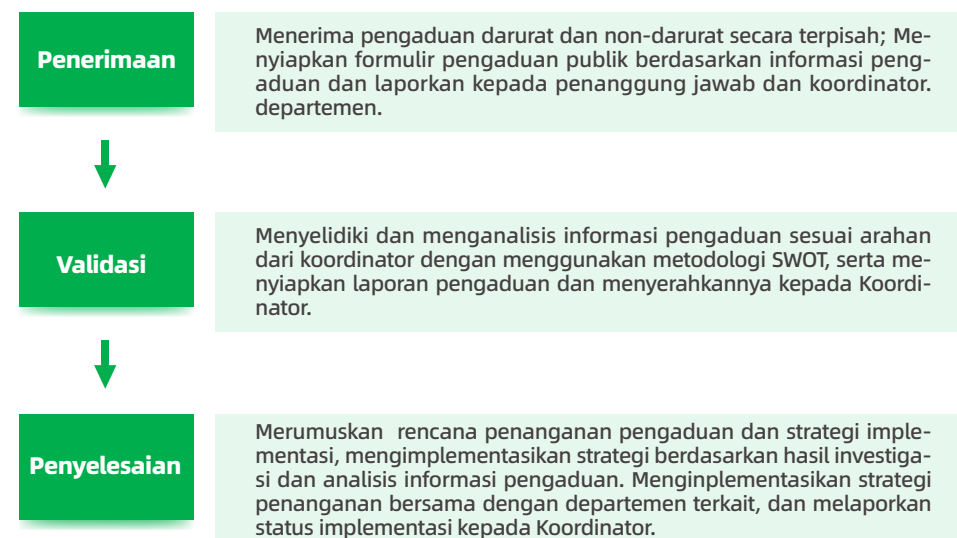 Penerimaan
Menerima pengaduan darurat dan non-darurat secara terpisah; Me-
nyiapkan formulir pengaduan publik berdasarkan informasi peng-
aduan dan laporkan kepada penanggung jawab dan koordinator.
departemen.
Validasi
Menyelidiki dan menganalisis informasi pengaduan sesuai arahan
dari koordinator dengan menggunakan metodologi SWOT, serta me-
nyiapkan laporan pengaduan dan menyerahkannya kepada Koordi-
nator.
Penyelesaian
Merumuskan rencana penanganan pengaduan dan strategi imple-
mentasi, mengimplementasikan strategi berdasarkan hasil investiga-
si dan analisis informasi pengaduan. Menginplementasikan strategi
penanganan bersama dengan departemen terkait, dan melaporkan
status implementasi kepada Koordinator.